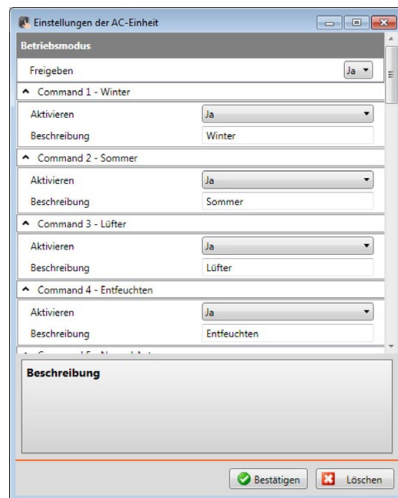 Einstellungen der AC-Einheit
Betriebsmodus
Freigeben Ja
Command 1 - Winter
Aktivieren Ja
Beschreibung Winter
Command 2 - Sommer
Aktivieren Ja
Beschreibung Sommer
Command 3 - Lüfter
Aktivieren Ja
Beschreibung Lüfter
Command 4 - Entfeuchten
Aktivieren Ja
Beschreibung Entfeuchten
Beschreibung
Bestätigen Löschen